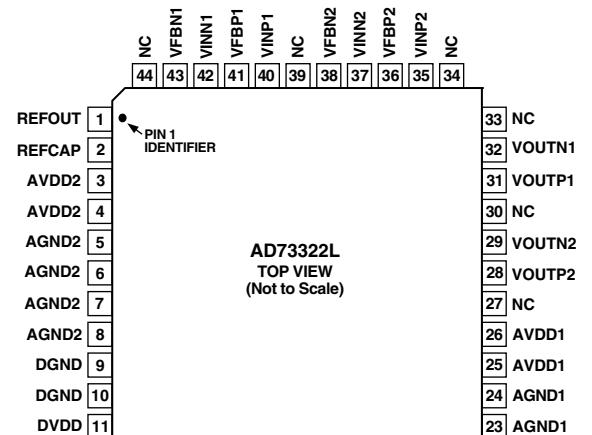 NC VFBN1 VINN1 VFBP1 VINP1 NC VFBN2 VINN2 VFBP2 VINP2 NC
44 43 42 41 40 39 38 37 36 35 34
REFOUT 1
REFCAP 2
AVDD2 3
AVDD2 4
AGND2 5
AGND2 6
AGND2 7
AGND2 8
DGND 9
DGND 10
DVDD 11
PIN 1
IDENTIFIER
AD73322L
TOP VIEW
(Not to Scale)
33 NC
32 VOUTN1
31 VOUTP1
30 NC
29 VOUTN2
28 VOUTP2
27 NC
26 AVDD1
25 AVDD1
24 AGND1
23 AGND1